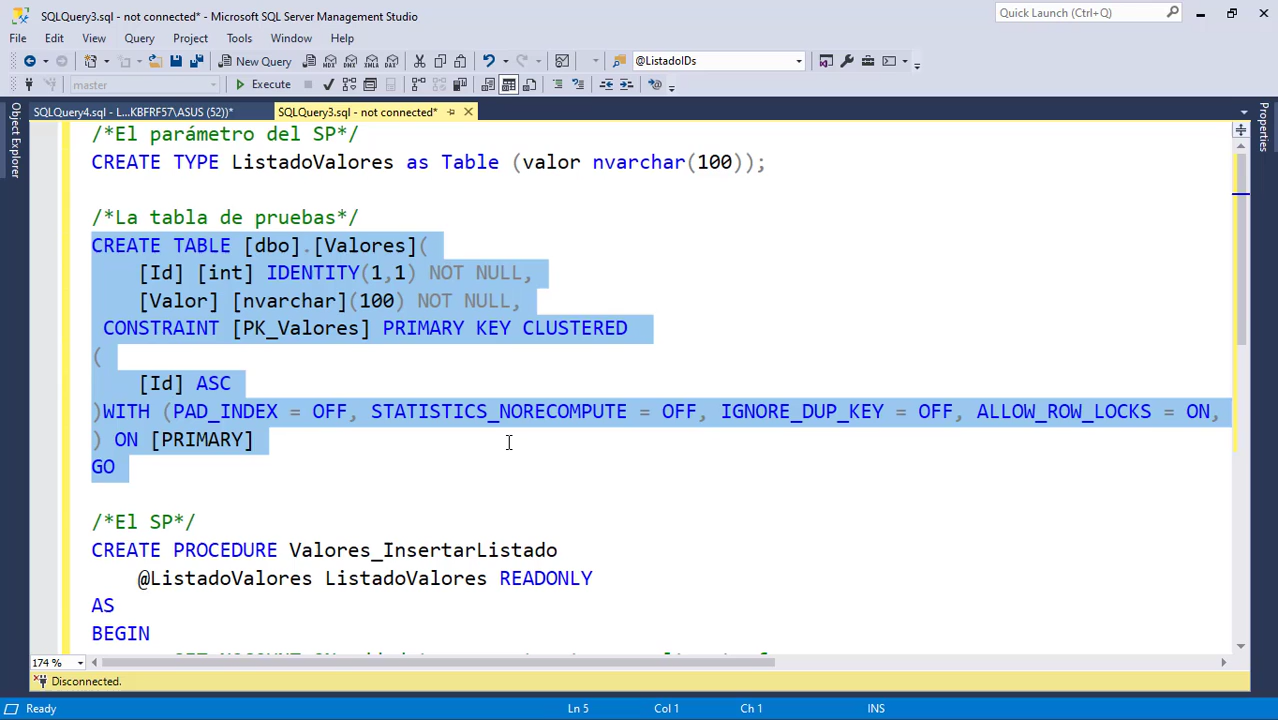 SQLQuery3.sql - not connected* - Microsoft SQL Server Management Studio
Quick Launch (Ctrl+Q)
File Edit View Query Project Tools Window Help
New Query MDX DMX XMLA DAX @ListadoIDs
master Execute
SQLQuery4.sql - L...KBFRF57\ASUS (52))* SQLQuery3.sql - not connected*
Object Explorer
Properties
/*El parámetro del SP*/
CREATE TYPE ListadoValores as Table (valor nvarchar(100));
/*La tabla de pruebas*/
CREATE TABLE [dbo].[Valores](
[Id] [int] IDENTITY(1,1) NOT NULL,
[Valor] [nvarchar](100) NOT NULL,
CONSTRAINT [PK_Valores] PRIMARY KEY CLUSTERED
(
[Id] ASC
)WITH (PAD_INDEX = OFF, STATISTICS_NORECOMPUTE = OFF, IGNORE_DUP_KEY = OFF, ALLOW_ROW_LOCKS = ON,
) ON [PRIMARY]
GO
/*El SP*/
CREATE PROCEDURE Valores_InsertarListado
@ListadoValores ListadoValores READONLY
AS
BEGIN
174 %
Disconnected.
Ready Ln 5 Col 1 Ch 1 INS